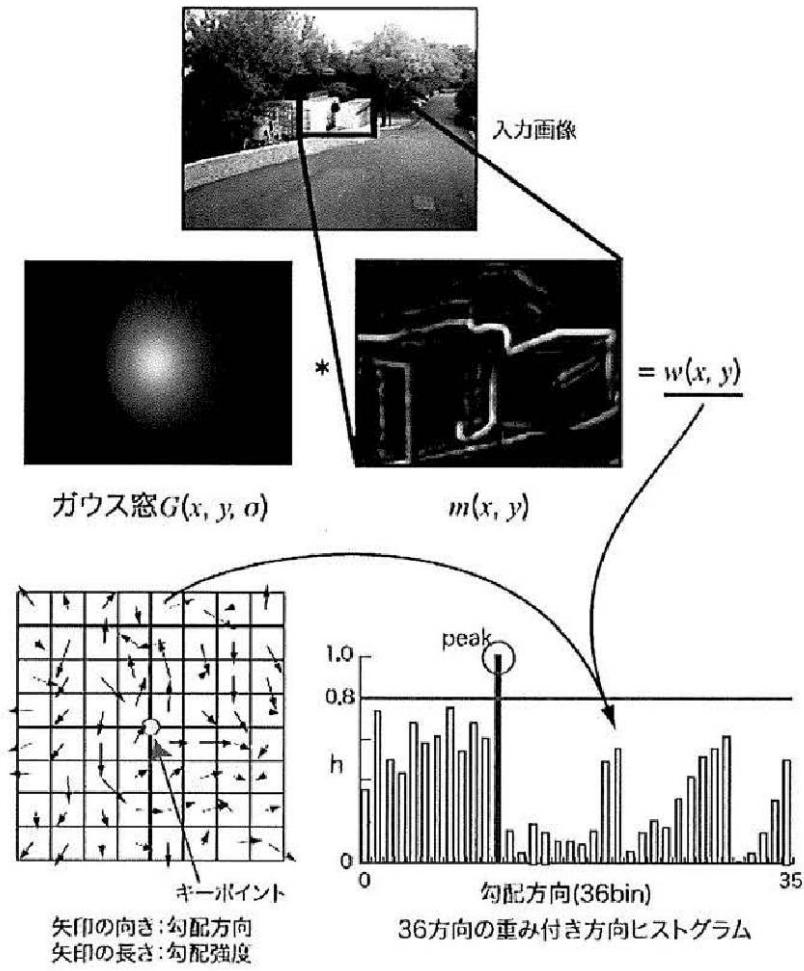 入力画像
*
= w(x, y)
ガウス窓G(x, y, σ)
m(x, y)
peak
1.0
0.8
h
0
0
35
キーポイント
勾配方向(36bin)
矢印の向き:勾配方向
矢印の長さ:勾配強度
36方向の重み付き方向ヒストグラム